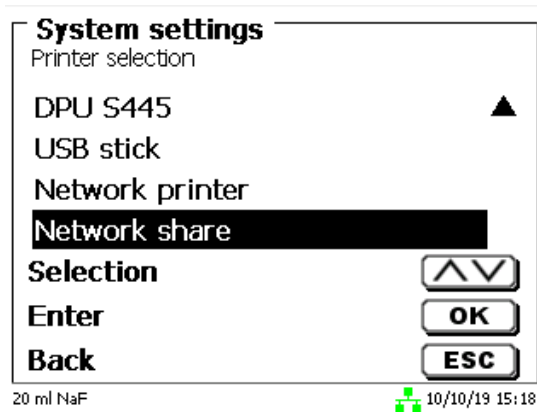 System settings
Printer selection
DPU S445
USB stick
Network printer
Network share
Selection
Enter OK
Back ESC
20 ml NaF 10/10/19 15:18